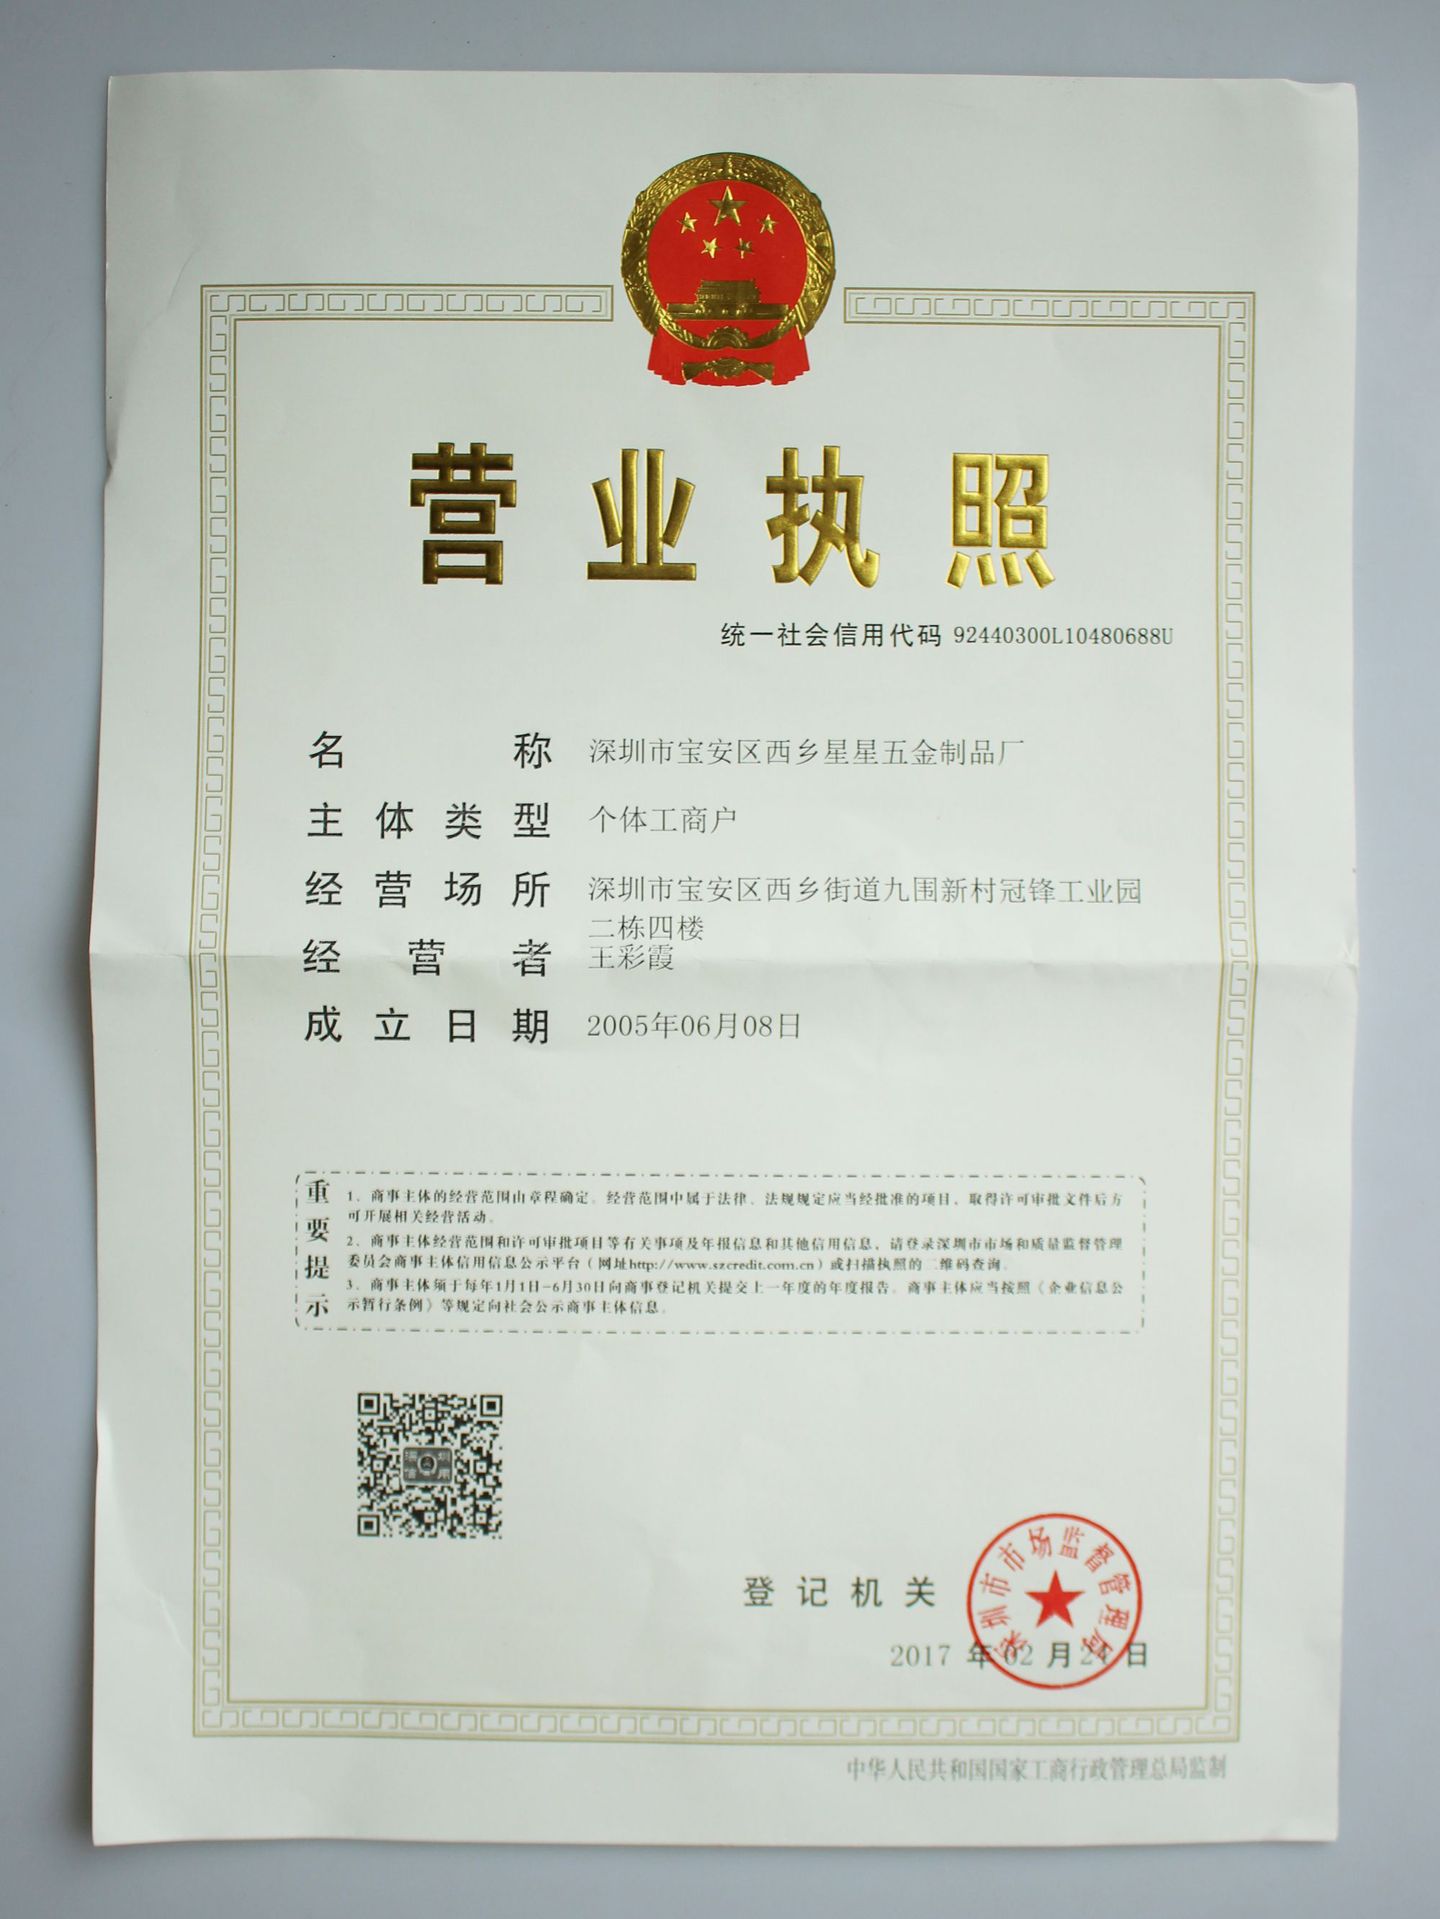 营业执照
统一社会信用代码 92440300L10480688U
名称 深圳市宝安区西乡星星五金制品厂
主体类型 个体工商户
经营场所 深圳市宝安区西乡街道九围新村冠锋工业园
二栋四楼
经营者 王彩霞
成立日期 2005年06月08日
重要提示
1、商事主体的经营范围由章程确定。经营范围中属于法律、法规规定应当经批准的项目，取得许可审批文件后方
可开展相关经营活动。
2、商事主体经营范围和许可审批项目等有关事项及年报信息和其他信用信息，请登录深圳市市场和质量监督管理
委员会商事主体信用信息公示平台（网址http://www.szcredit.com.cn）或扫描执照的二维码查询。
3、商事主体须于每年1月1日-6月30日向商事登记机关提交上一年度的年度报告。商事主体应当按照《企业信息公
示暂行条例》等规定向社会公示商事主体信息。
深圳
信用
登记机关
深圳市市场监督管理局
2017 年 02 月 24 日
中华人民共和国国家工商行政管理总局监制